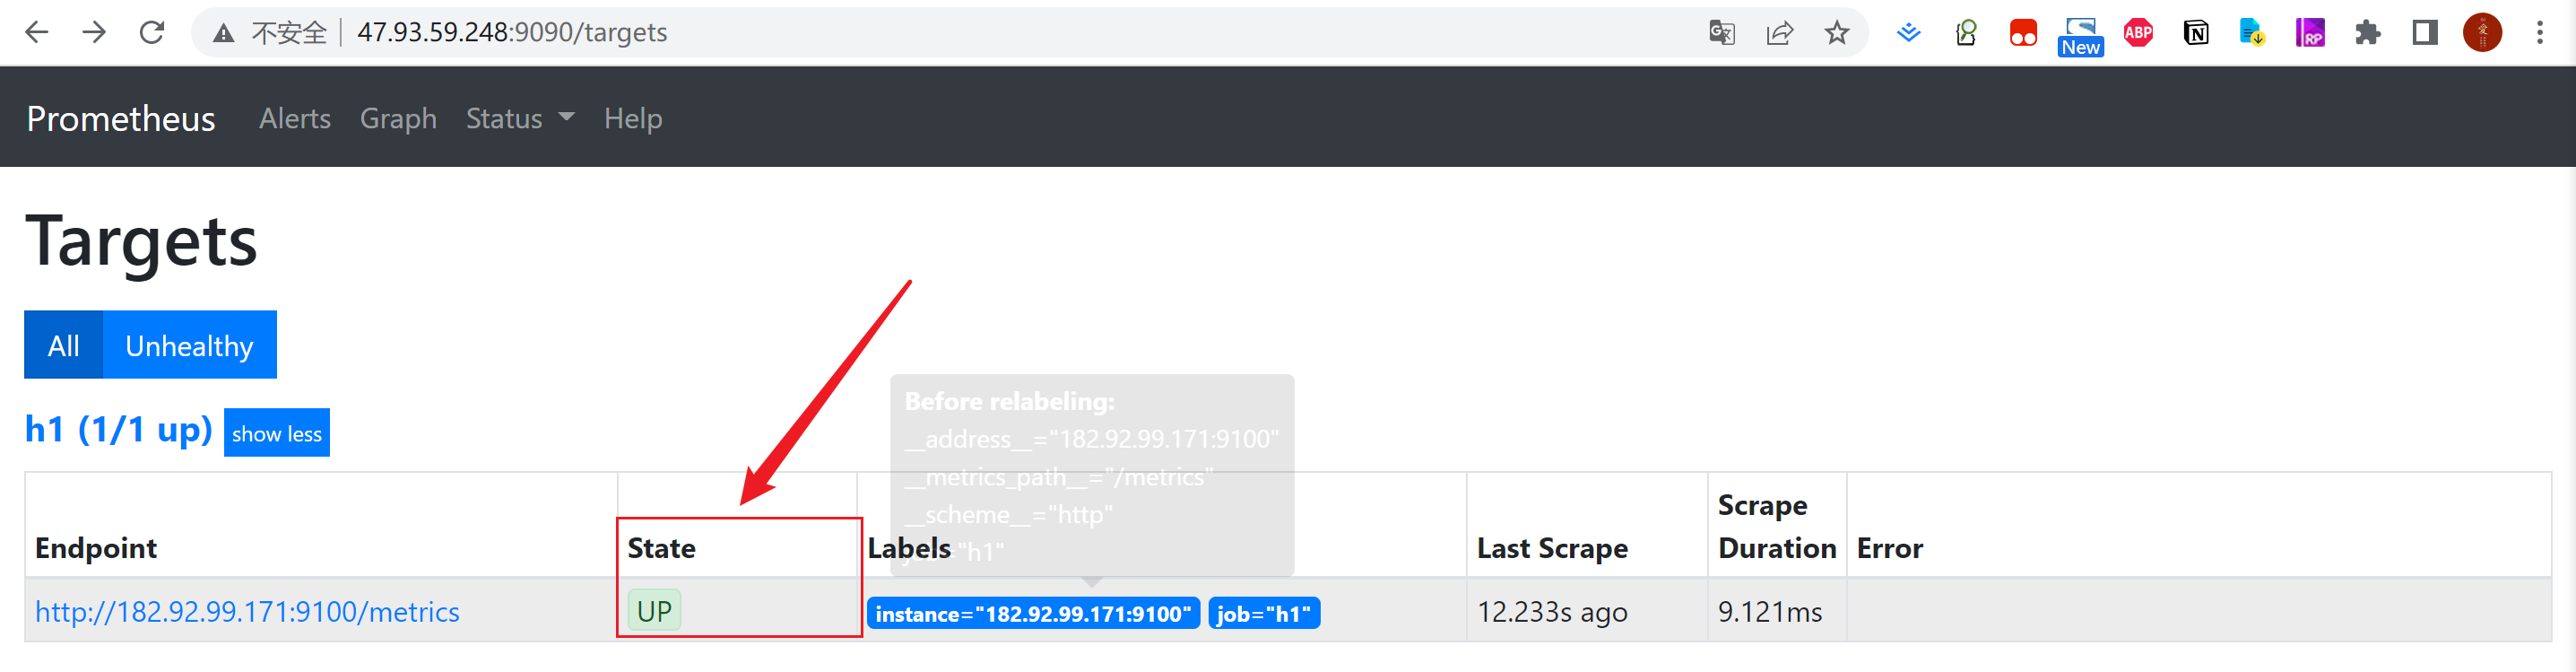 不安全 47.93.59.248:9090/targets
New
ABP
N
RP
Prometheus Alerts Graph Status Help
Targets
All Unhealthy
h1 (1/1 up) show less
Before relabeling:
__address__="182.92.99.171:9100"
__metrics_path__="/metrics"
__scheme__="http"
job="h1"
Endpoint State Labels Last Scrape Scrape Duration Error
http://182.92.99.171:9100/metrics UP instance="182.92.99.171:9100" job="h1" 12.233s ago 9.121ms